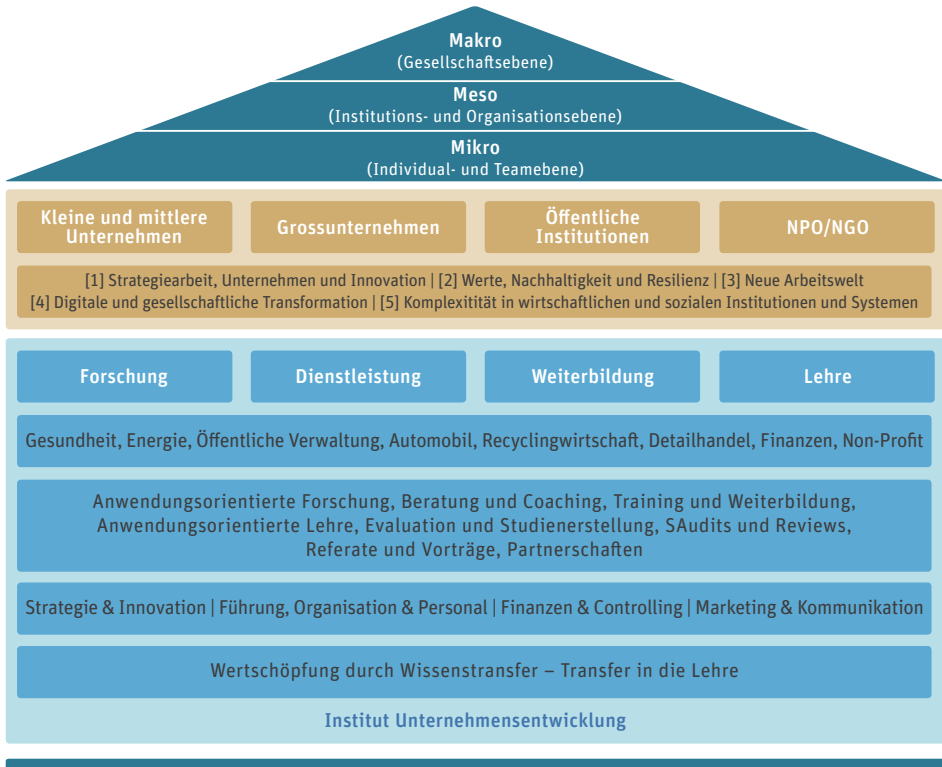 Makro
(Gesellschaftsebene)
Meso
(Institutions- und Organisationsebene)
Mikro
(Individual- und Teamebene)
Kleine und mittlere
Unternehmen
Grossunternehmen
Öffentliche
Institutionen
NPO/NGO
[1] Strategiearbeit, Unternehmen und Innovation | [2] Werte, Nachhaltigkeit und Resilienz | [3] Neue Arbeitswelt
[4] Digitale und gesellschaftliche Transformation | [5] Komplexitität in wirtschaftlichen und sozialen Institutionen und Systemen
Forschung
Dienstleistung
Weiterbildung
Lehre
Gesundheit, Energie, Öffentliche Verwaltung, Automobil, Recyclingwirtschaft, Detailhandel, Finanzen, Non-Profit
Anwendungsorientierte Forschung, Beratung und Coaching, Training und Weiterbildung,
Anwendungsorientierte Lehre, Evaluation und Studienerstellung, SAudits und Reviews,
Referate und Vorträge, Partnerschaften
Strategie & Innovation | Führung, Organisation & Personal | Finanzen & Controlling | Marketing & Kommunikation
Wertschöpfung durch Wissenstransfer – Transfer in die Lehre
Institut Unternehmensentwicklung